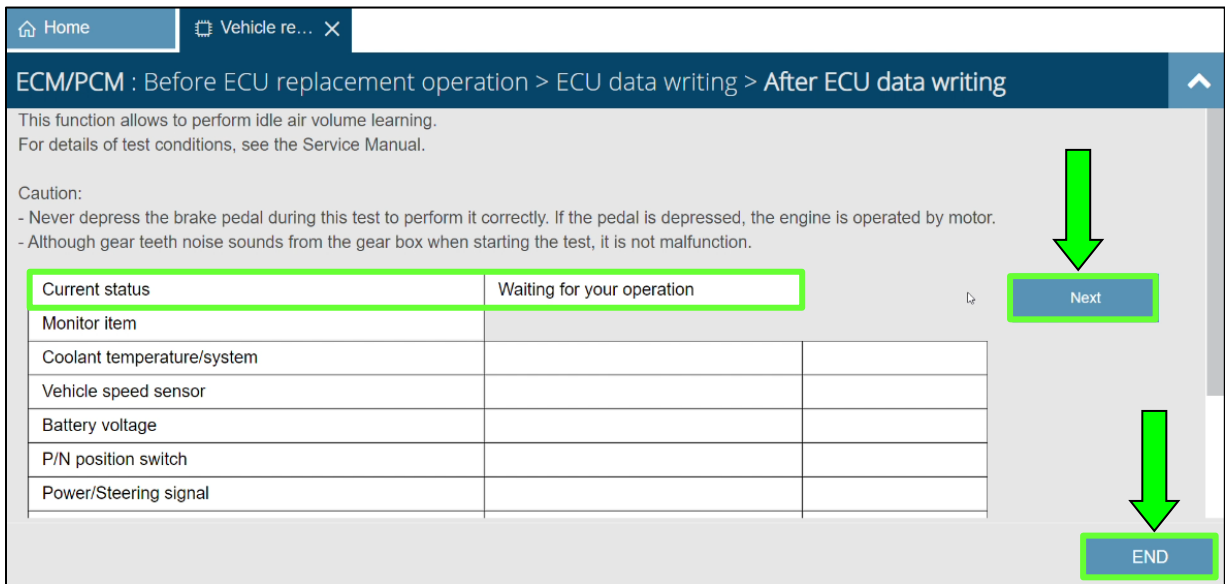 Home
Vehicle re...
ECM/PCM : Before ECU replacement operation > ECU data writing > After ECU data writing
This function allows to perform idle air volume learning.
For details of test conditions, see the Service Manual.
Caution:
- Never depress the brake pedal during this test to perform it correctly. If the pedal is depressed, the engine is operated by motor.
- Although gear teeth noise sounds from the gear box when starting the test, it is not malfunction.
Current status Waiting for your operation
Next
Monitor item
Coolant temperature/system
Vehicle speed sensor
Battery voltage
P/N position switch
Power/Steering signal
END